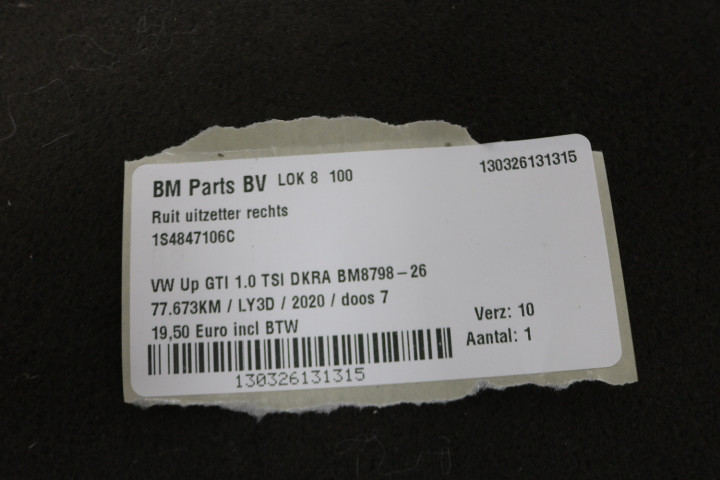 BM Parts BV LOK 8 100 130326131315
Ruit uitzetter rechts
1S4847106C
VW Up GTI 1.0 TSI DKRA BM8798-26
77.673KM / LY3D / 2020 / doos 7
19,50 Euro incl BTW
Verz: 10
Aantal: 1
130326131315